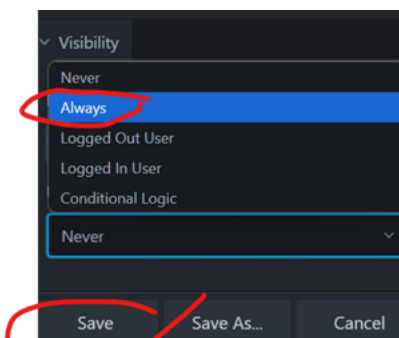 Visibility
Never
Always
Logged Out User
Logged In User
Conditional Logic
Never
Save Save As... Cancel